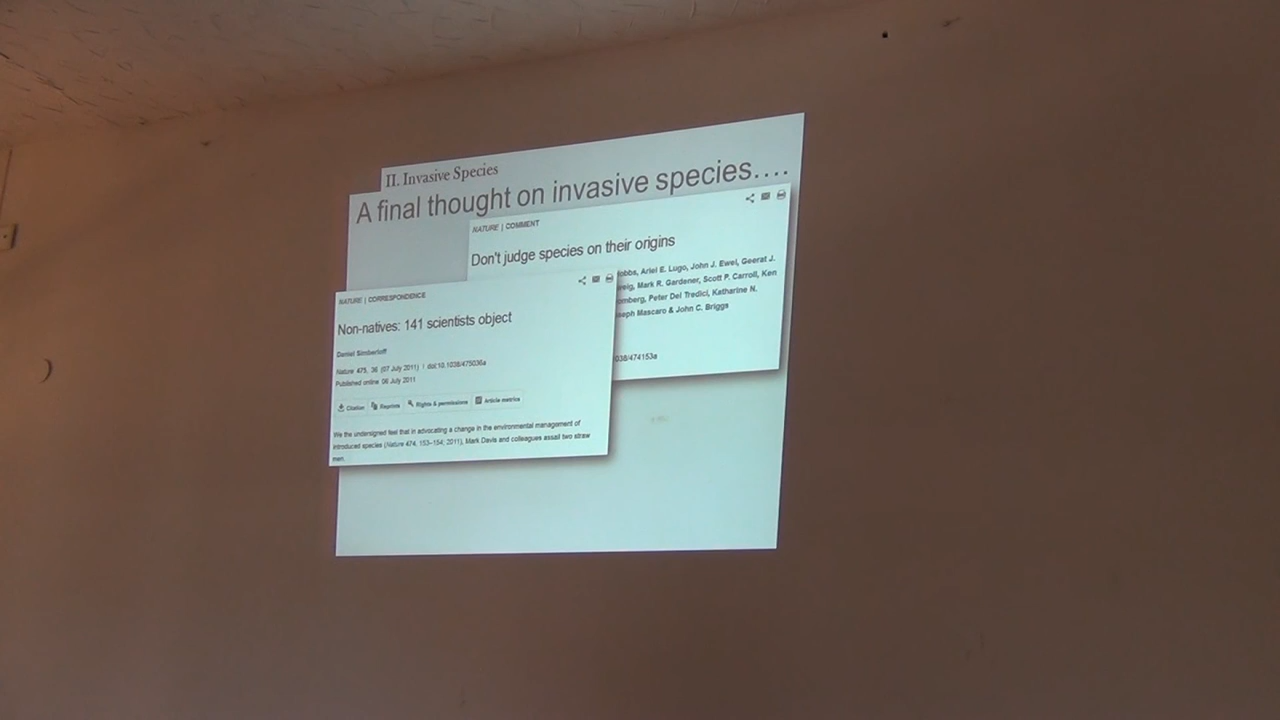 II. Invasive Species
A final thought on invasive species....
NATURE | COMMENT
Don't judge species on their origins
Hobbs, Ariel E. Lugo, John J. Ewel, Geerat J.
Mark R. Gardener, Scott P. Carroll, Ken
Peter Del Tredici, Katharine N.
Joseph Mascaro & John C. Briggs
038/474153a
NATURE | CORRESPONDENCE
Non-natives: 141 scientists object
Daniel Simberloff
Nature 475, 36 (07 July 2011) | doi:10.1038/475036a
Published online 06 July 2011
Citation Reprints Rights & permissions Article metrics
We the undersigned feel that in advocating a change in the environmental management of
introduced species (Nature 474, 153–154; 2011), Mark Davis and colleagues assail two straw
men.